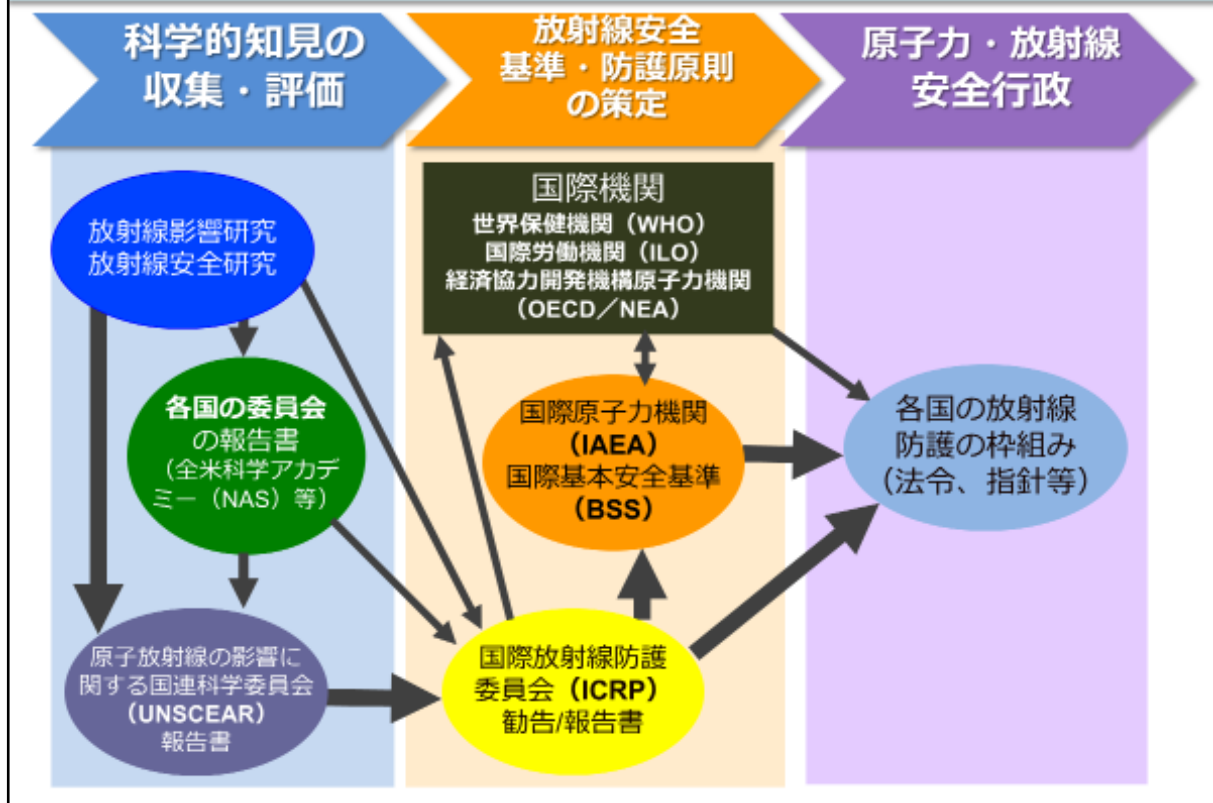 科学的知見の
収集・評価
放射線安全
基準・防護原則
の策定
原子力・放射線
安全行政
放射線影響研究
放射線安全研究
各国の委員会
の報告書
（全米科学アカデ
ミー（NAS）等）
原子放射線の影響に
関する国連科学委員会
（UNSCEAR）
報告書
国際機関
世界保健機関（WHO）
国際労働機関（ILO）
経済協力開発機構原子力機関
（OECD／NEA）
国際原子力機関
（IAEA）
国際基本安全基準
（BSS）
国際放射線防護
委員会（ICRP）
勧告/報告書
各国の放射線
防護の枠組み
（法令、指針等）